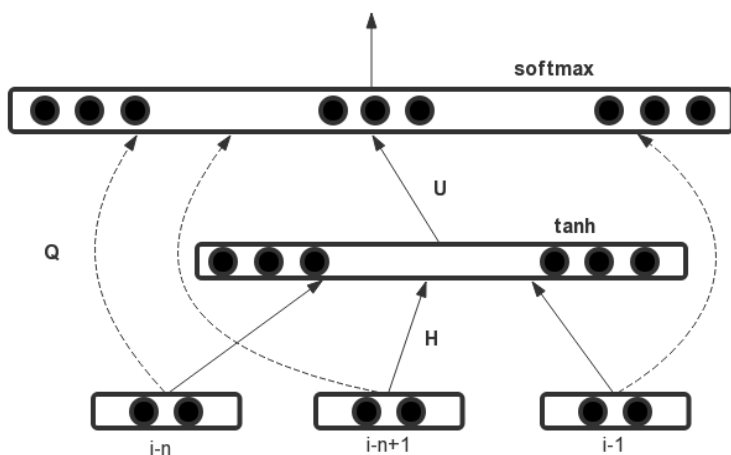 softmax
U
tanh
Q
H
i-n
i-n+1
i-1